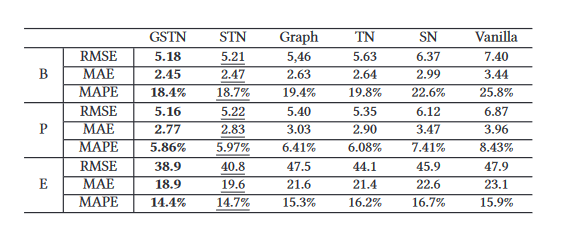 GSTN STN Graph TN SN Vanilla
RMSE 5.18 5.21 5,46 5.63 6.37 7.40
B MAE 2.45 2.47 2.63 2.64 2.99 3.44
MAPE 18.4% 18.7% 19.4% 19.8% 22.6% 25.8%
RMSE 5.16 5.22 5.40 5.35 6.12 6.87
P MAE 2.77 2.83 3.03 2.90 3.47 3.96
MAPE 5.86% 5.97% 6.41% 6.08% 7.41% 8.43%
RMSE 38.9 40.8 47.5 44.1 45.9 47.9
E MAE 18.9 19.6 21.6 21.4 22.6 23.1
MAPE 14.4% 14.7% 15.3% 16.2% 16.7% 15.9%